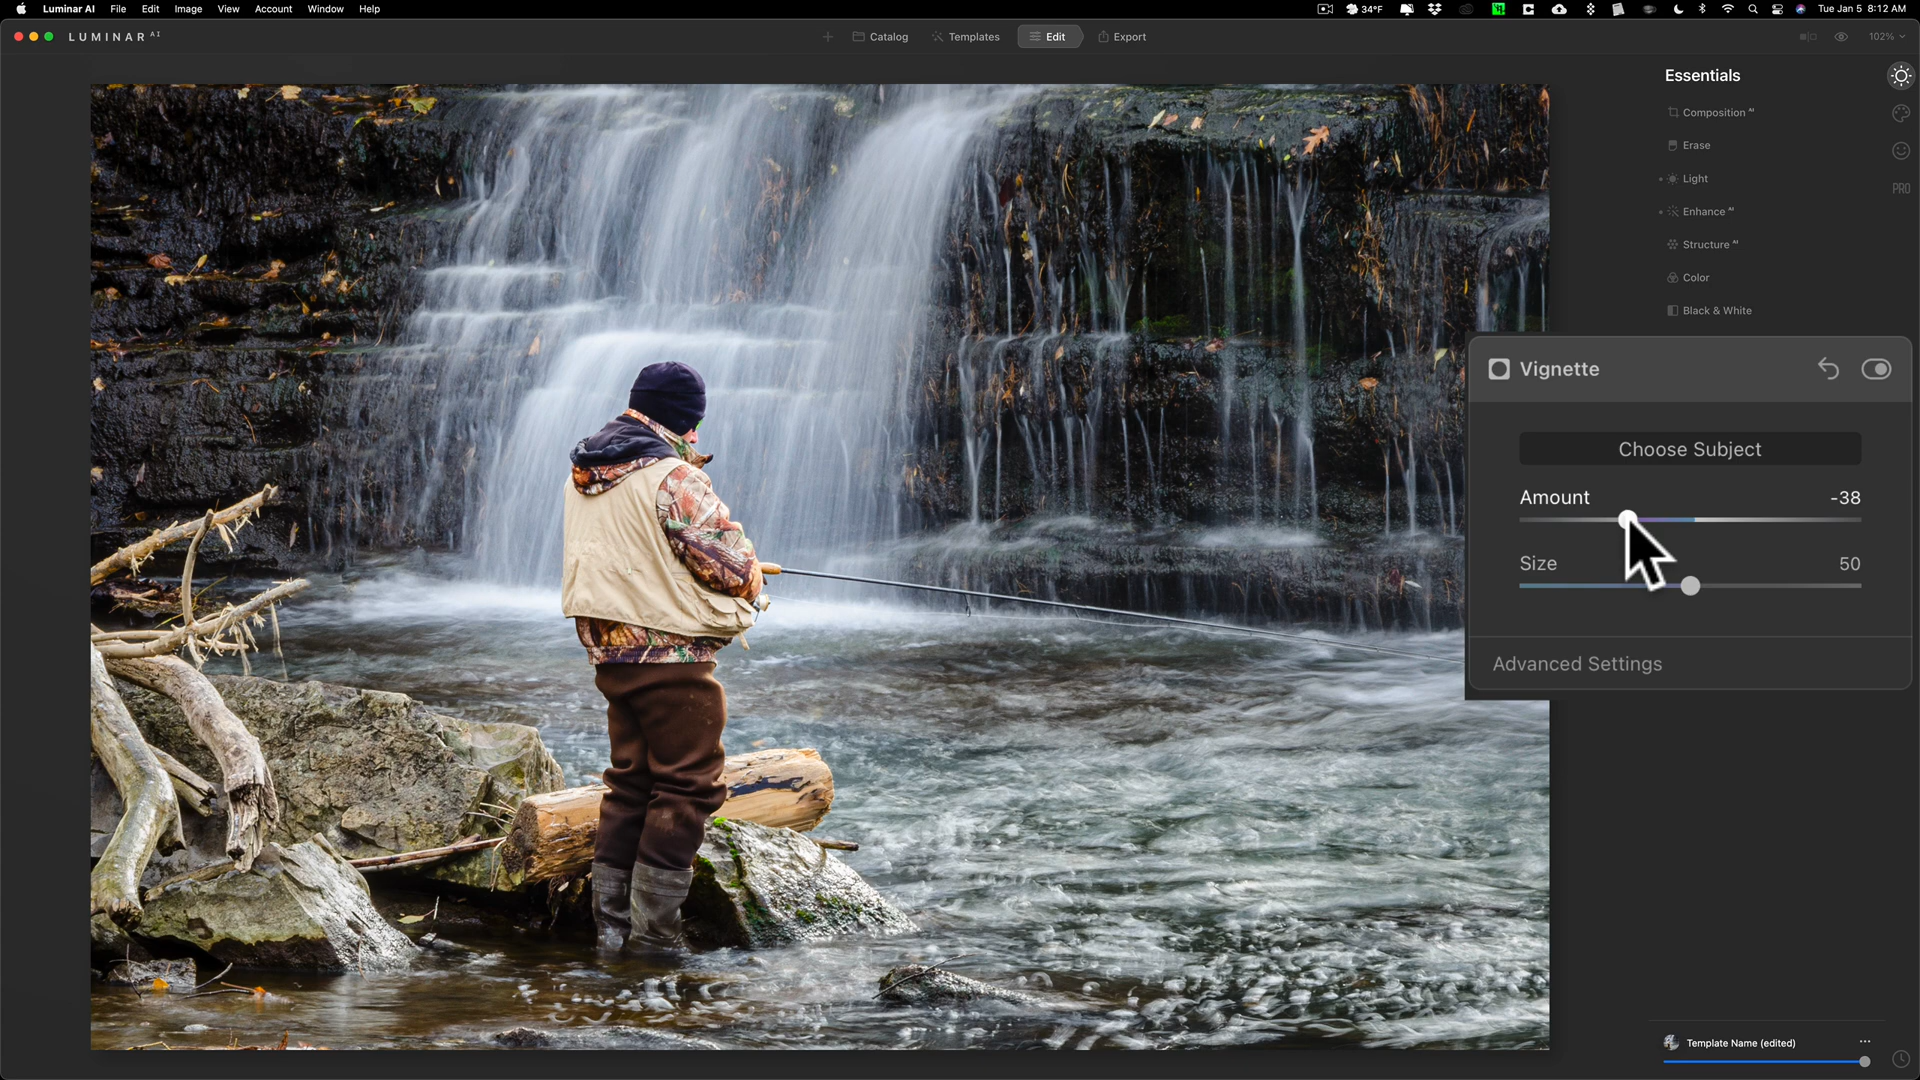 Luminar AI File Edit Image View Account Window Help 34°F Tue Jan 5 8:12 AM
LUMINAR AI Catalog Templates Edit Export 102%
Essentials
Composition AI
Erase
Light
PRO
Enhance AI
Structure AI
Color
Black & White
Vignette
Choose Subject
Amount -38
Size 50
Advanced Settings
Template Name (edited)